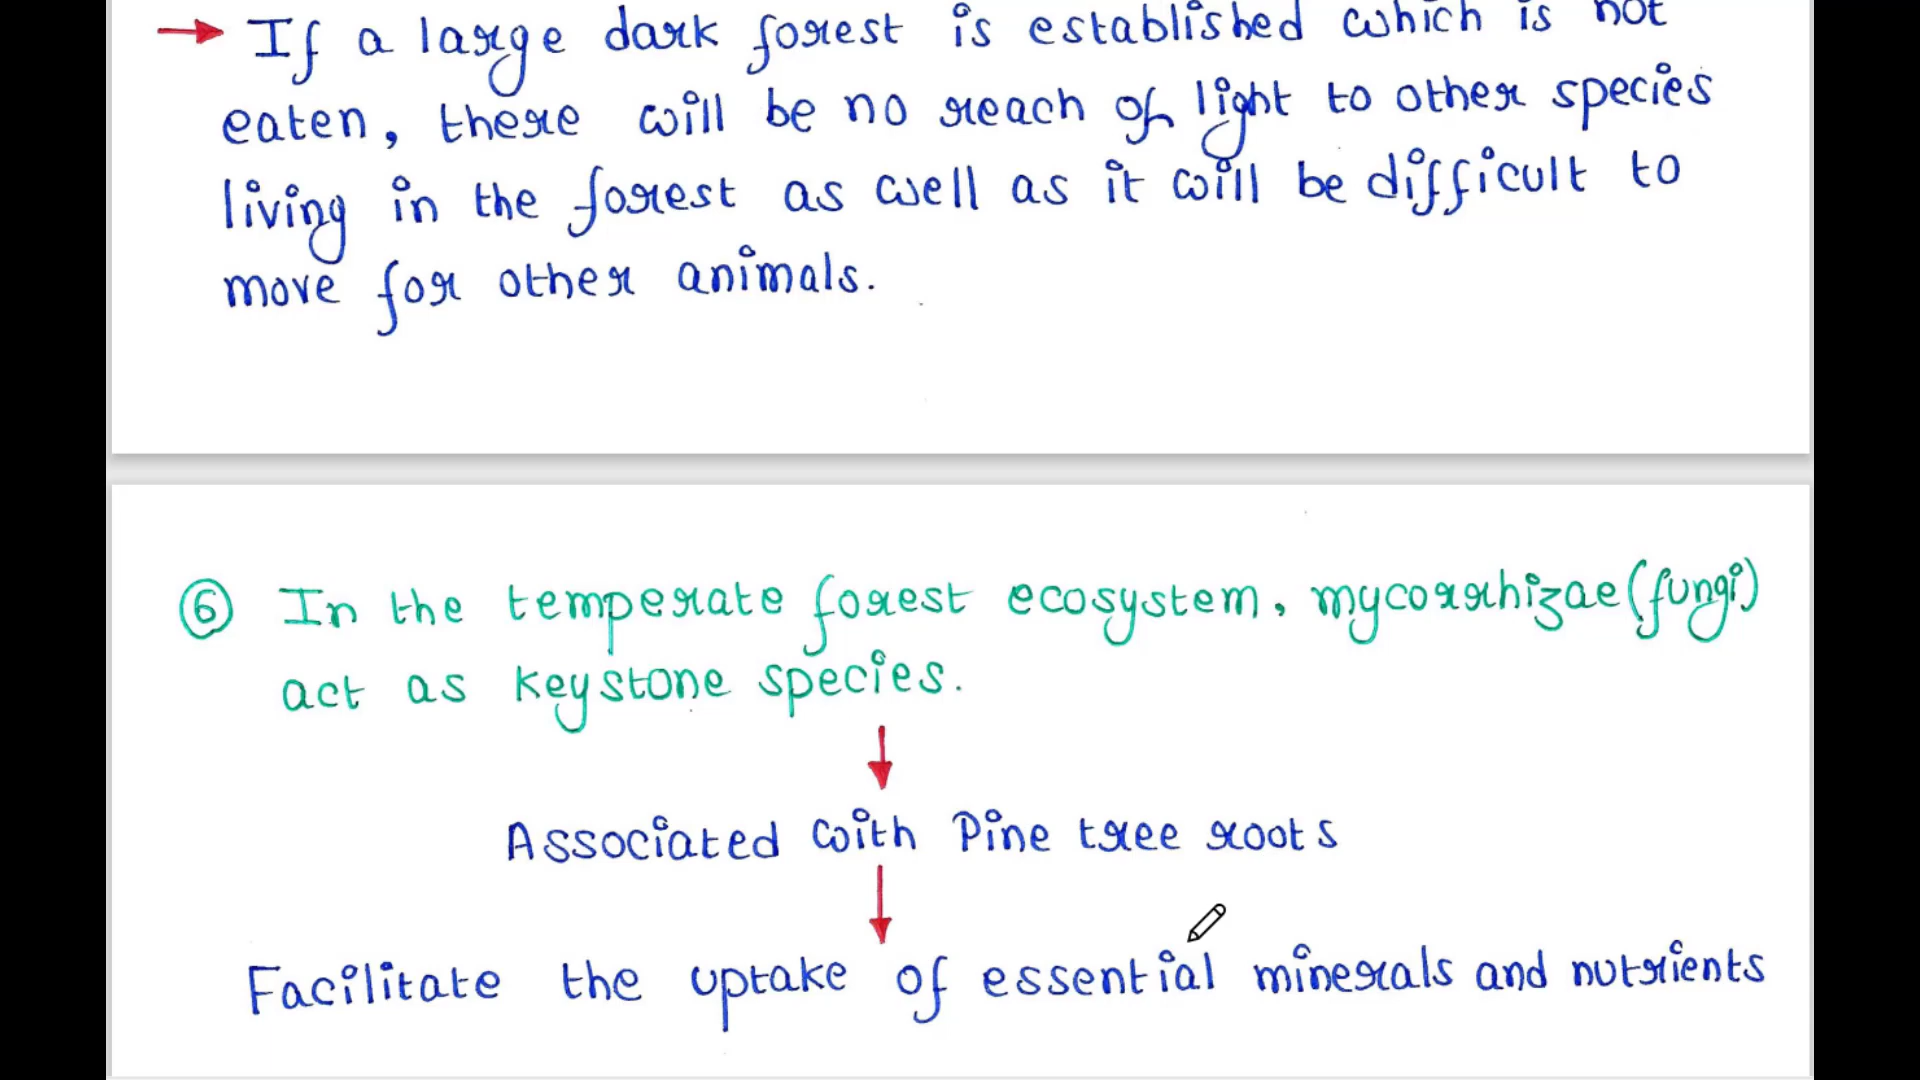 → If a large dark forest is established which is not
eaten, there will be no reach of light to other species
living in the forest as well as it will be difficult to
move for other animals.
⑥ In the temperate forest ecosystem, mycorrhizae (fungi)
act as keystone species.
↓
Associated with Pine tree roots
↓
Facilitate the uptake of essential minerals and nutrients